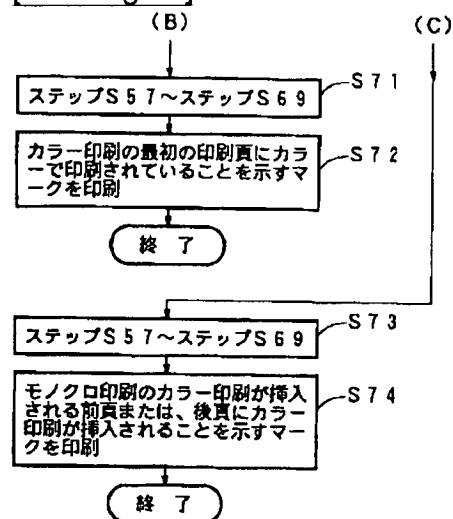 (B)
(C)
ステップS57〜ステップS69
S71
カラー印刷の最初の印刷頁にカラ
ーで印刷されていることを示すマ
ークを印刷
S72
終 了
ステップS57〜ステップS69
S73
モノクロ印刷のカラー印刷が挿入
される前頁または、後頁にカラー
印刷が挿入されることを示すマー
クを印刷
S74
終 了